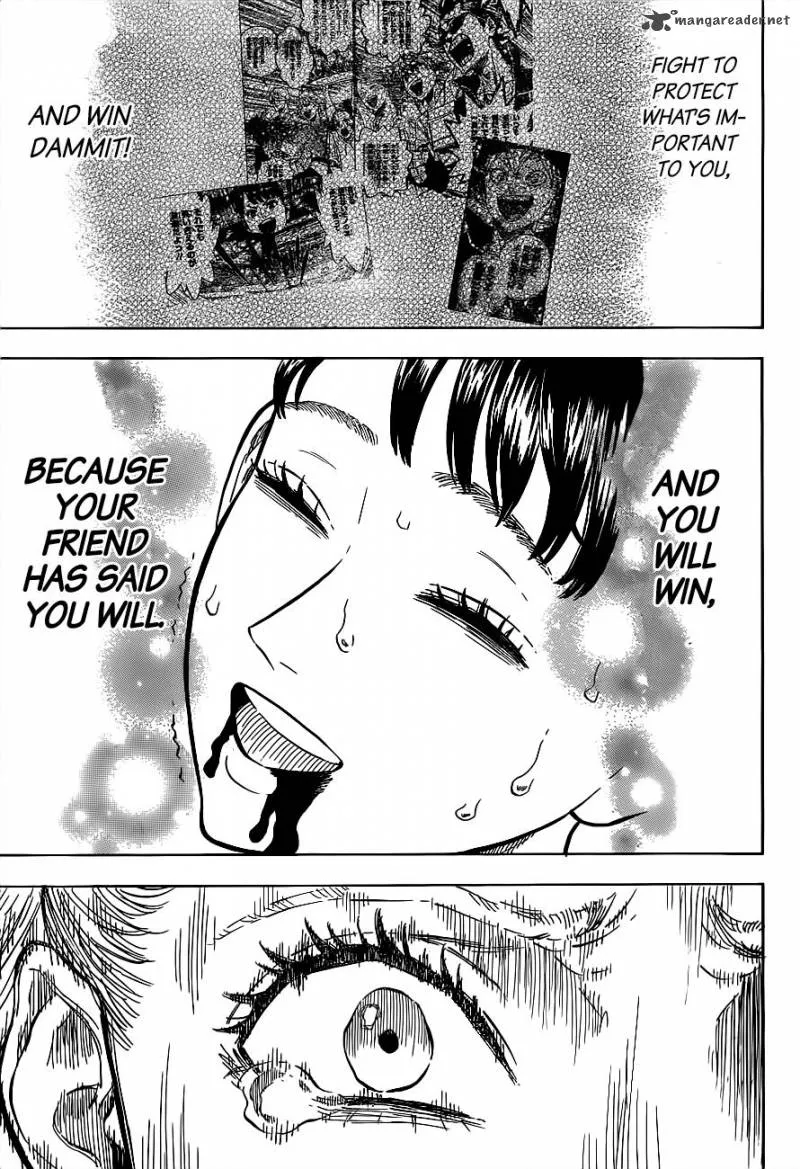 mangareader.net
FIGHT TO
PROTECT
WHAT'S IM-
PORTANT
TO YOU,
AND WIN
DAMMIT!
AND
YOU
WILL
WIN,
BECAUSE
YOUR
FRIEND
HAS SAID
YOU WILL.